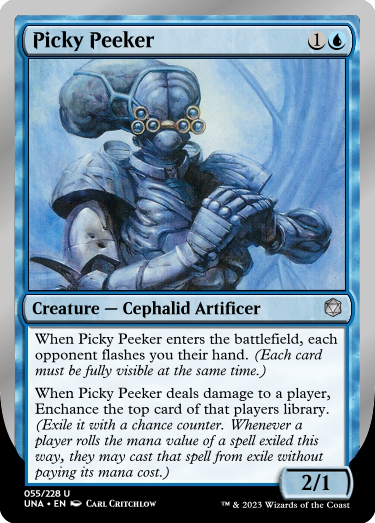 Picky Peeker 1
Creature — Cephalid Artificer
When Picky Peeker enters the battlefield, each
opponent flashes you their hand. (Each card
must be fully visible at the same time.)
When Picky Peeker deals damage to a player,
Enchance the top card of that players library.
(Exile it with a chance counter. Whenever a
player rolls the mana value of a spell exiled this
way, they may cast that spell from exile without
paying its mana cost.)
2/1
055/228 U
UNA • EN Carl Critchlow
™ & 2023 Wizards of the Coast